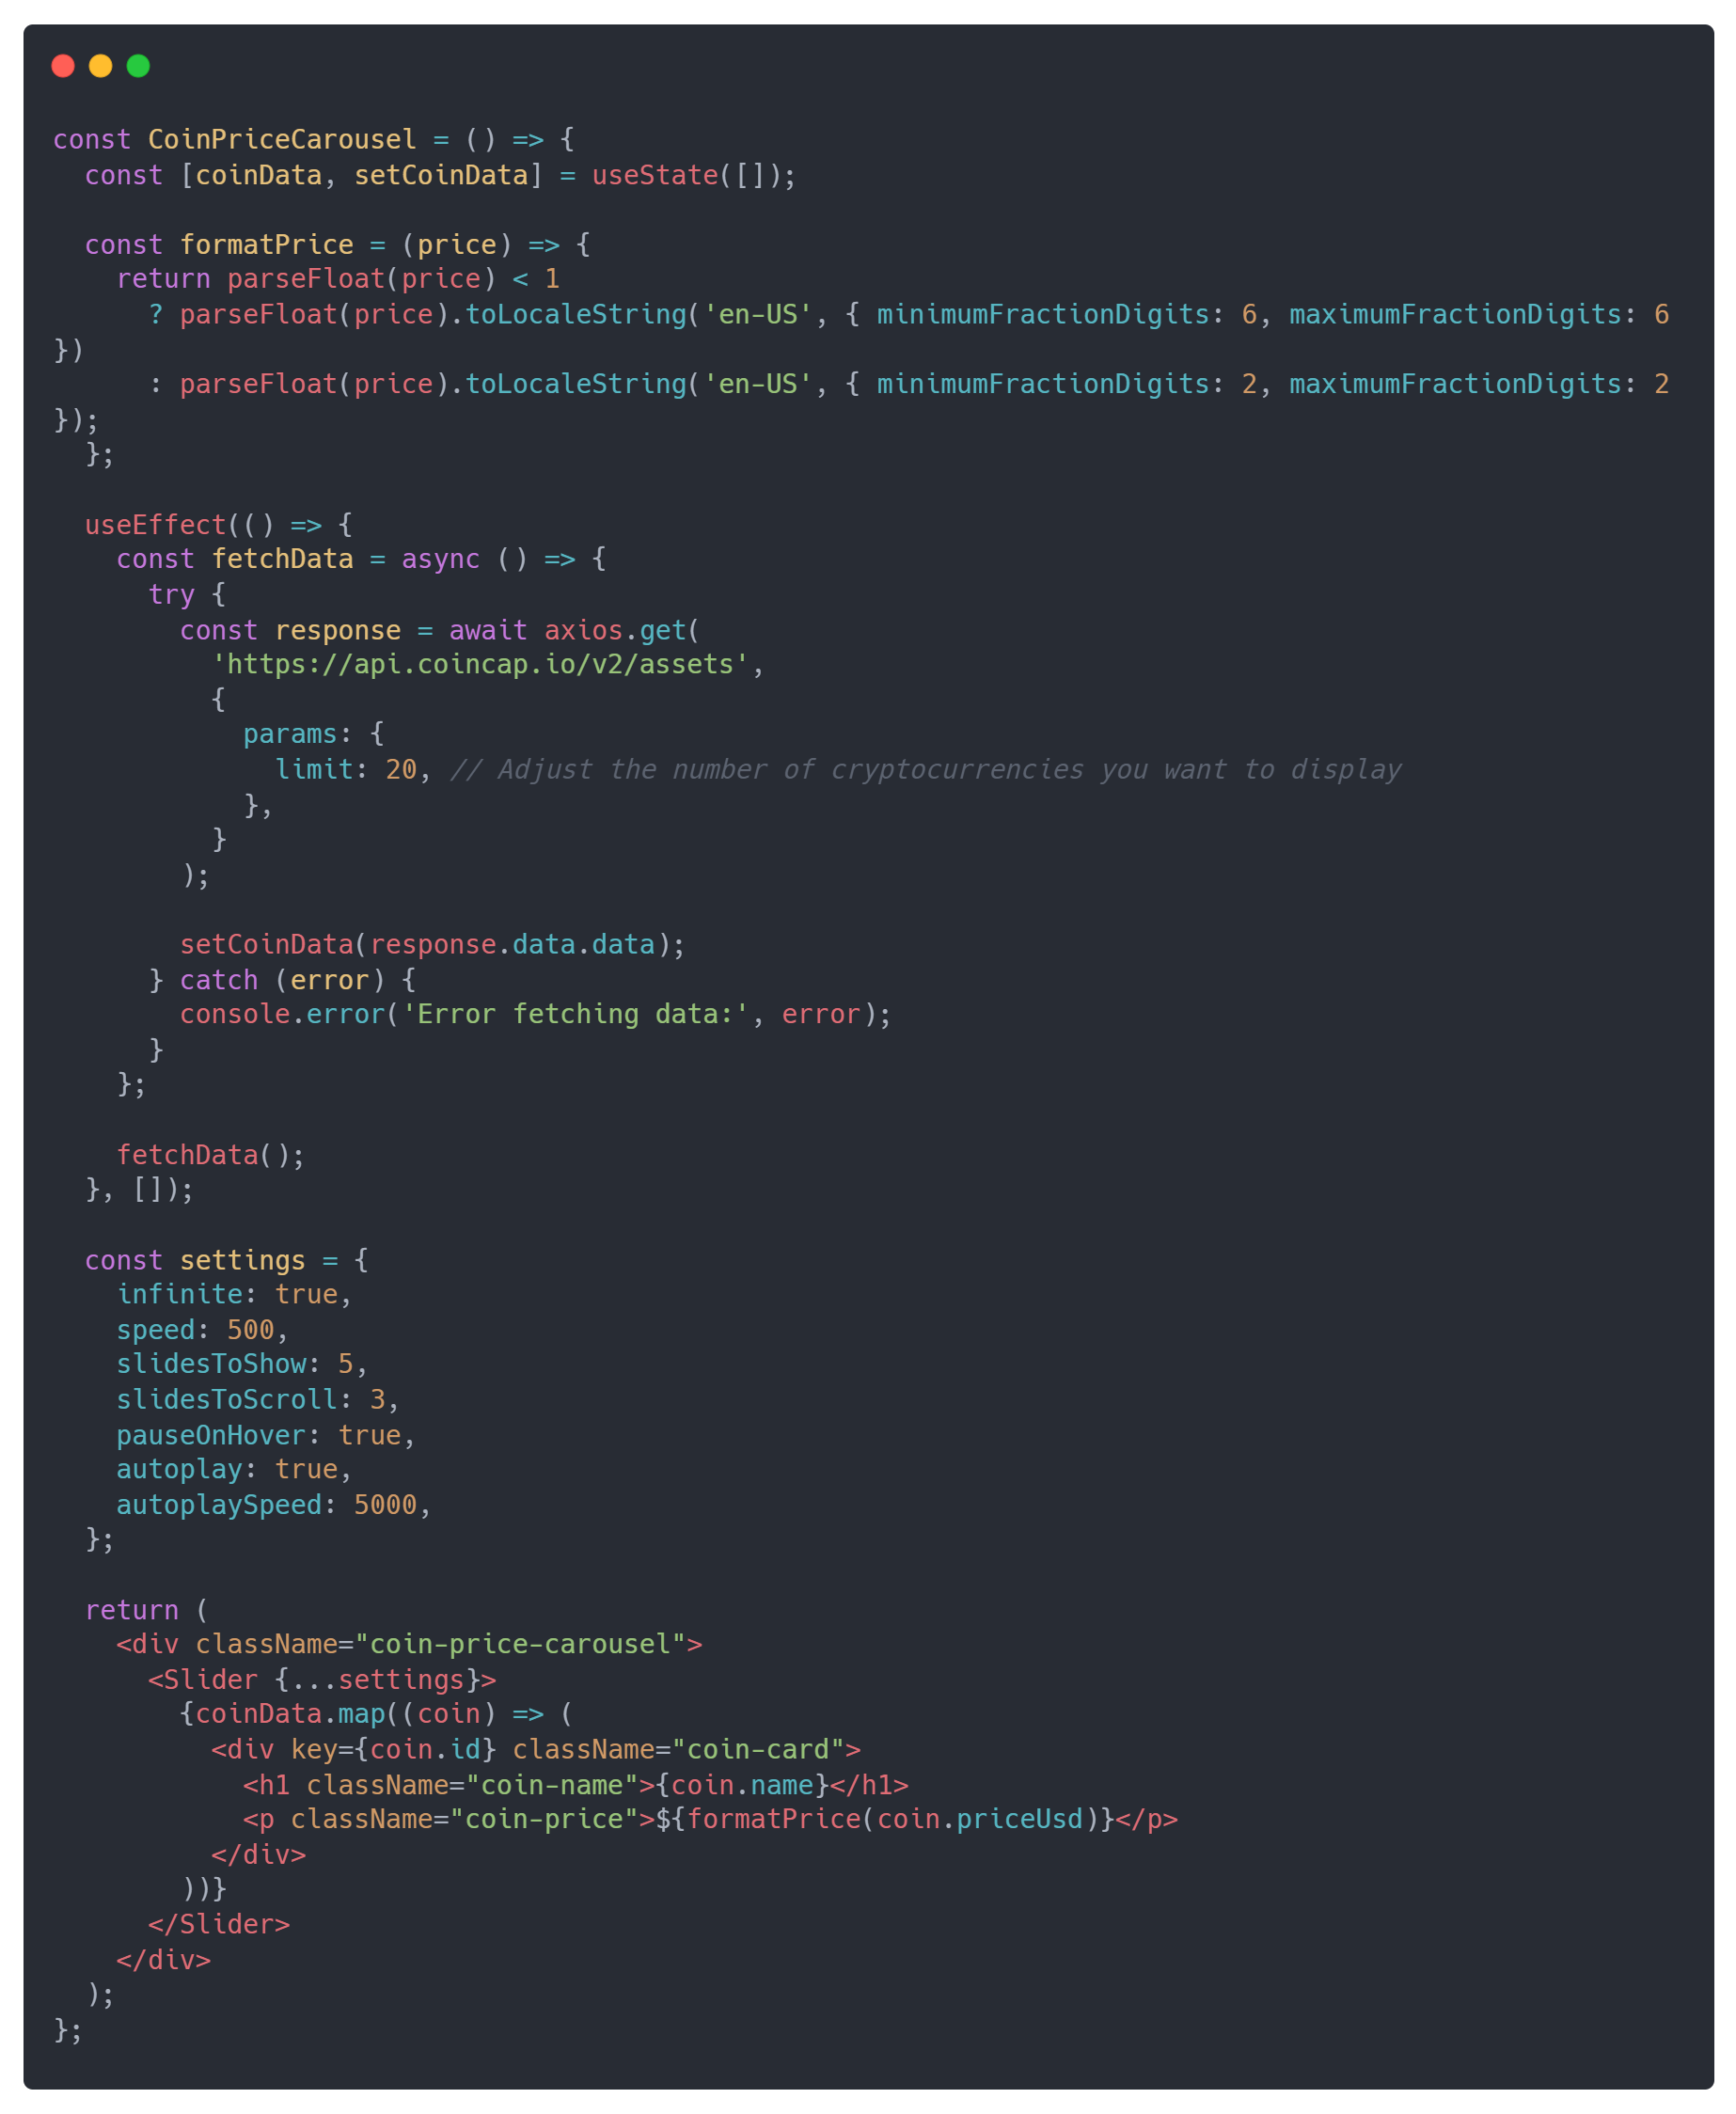 const CoinPriceCarousel = () => {
  const [coinData, setCoinData] = useState([]);

  const formatPrice = (price) => {
    return parseFloat(price) < 1
      ? parseFloat(price).toLocaleString('en-US', { minimumFractionDigits: 6, maximumFractionDigits: 6
})
      : parseFloat(price).toLocaleString('en-US', { minimumFractionDigits: 2, maximumFractionDigits: 2
});
  };

  useEffect(() => {
    const fetchData = async () => {
      try {
        const response = await axios.get(
          'https://api.coincap.io/v2/assets',
          {
            params: {
              limit: 20, // Adjust the number of cryptocurrencies you want to display
            },
          }
        );

        setCoinData(response.data.data);
      } catch (error) {
        console.error('Error fetching data:', error);
      }
    };

    fetchData();
  }, []);

  const settings = {
    infinite: true,
    speed: 500,
    slidesToShow: 5,
    slidesToScroll: 3,
    pauseOnHover: true,
    autoplay: true,
    autoplaySpeed: 5000,
  };

  return (
    <div className="coin-price-carousel">
      <Slider {...settings}>
        {coinData.map((coin) => (
          <div key={coin.id} className="coin-card">
            <h1 className="coin-name">{coin.name}</h1>
            <p className="coin-price">${formatPrice(coin.priceUsd)}</p>
          </div>
        ))}
      </Slider>
    </div>
  );
};